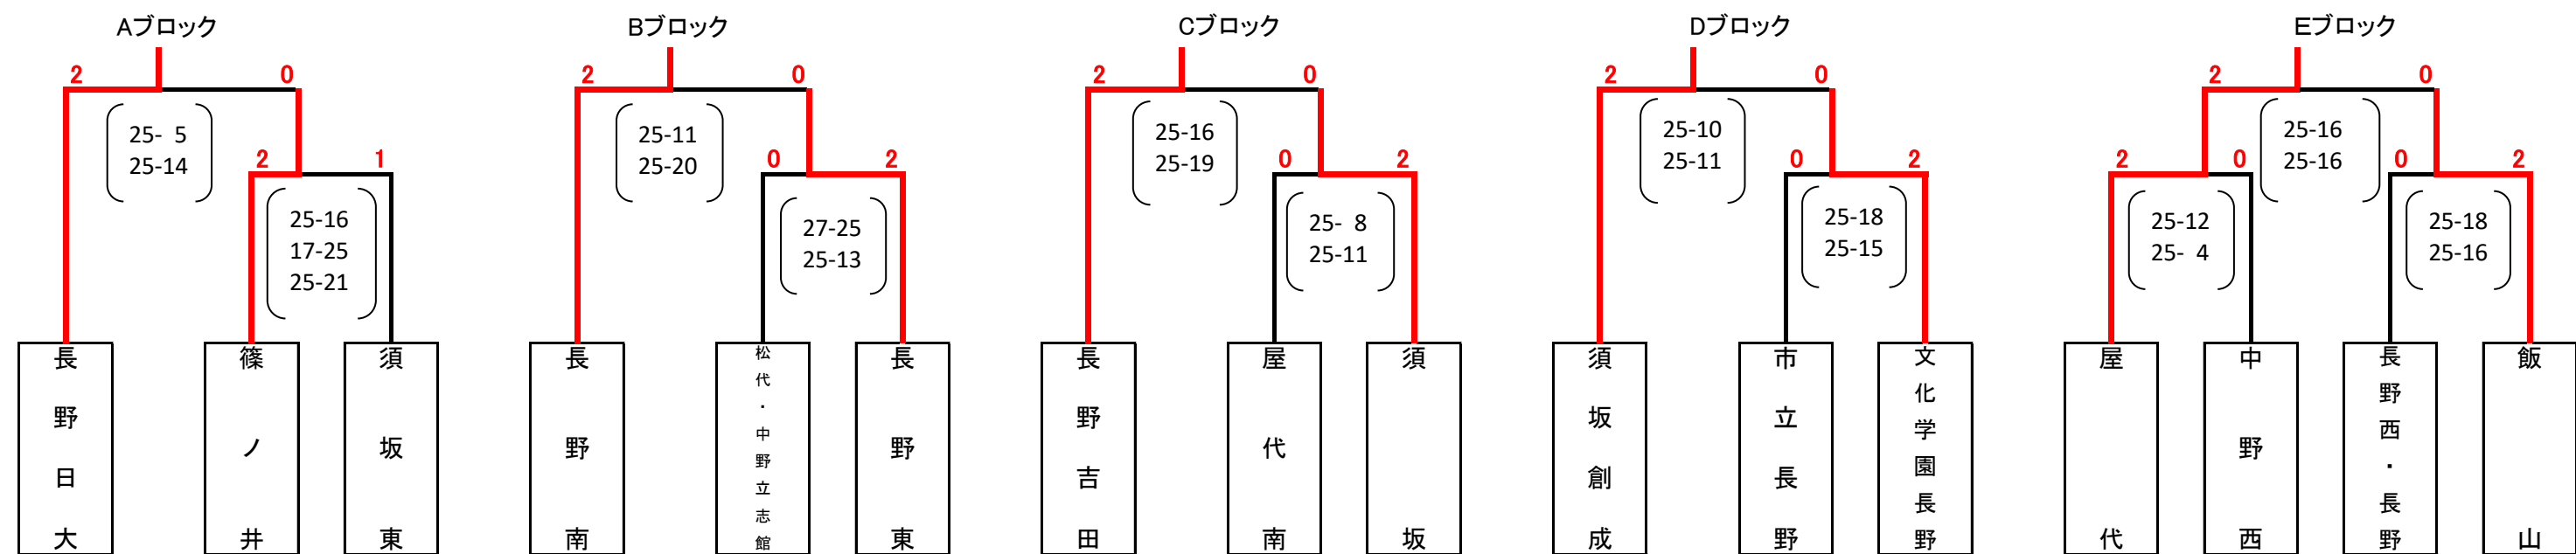 Aブロック
2 0
25- 5
25-14
2 1
25-16
17-25
25-21
長野日大
篠ノ井
須坂東
Bブロック
2 0
25-11
25-20
0 2
27-25
25-13
長野南
松代・中野立志館
長野東
Cブロック
2 0
25-16
25-19
0 2
25- 8
25-11
長野吉田
屋代南
須坂
Dブロック
2 0
25-10
25-11
0 2
25-18
25-15
須坂創成
市立長野
文化学園長野
Eブロック
2 0
25-16
25-16
2 0
25-12
25- 4
0 2
25-18
25-16
屋代
中野西
長野西・長野
飯山